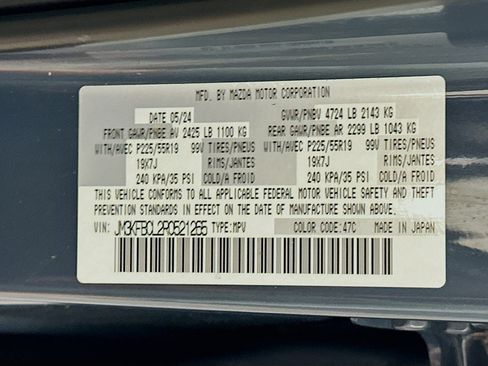 MFD. BY MAZDA MOTOR CORPORATION
DATE 05/24 GVWR/PNBV 4724 LB 2143 KG
FRONT GAWR/PNBE AV 2425 LB 1100 KG REAR GAWR/PNBE AR 2299 LB 1043 KG
WITH/AVEC P225/55R19 99V TIRES/PNEUS WITH/AVEC P225/55R19 99V TIRES/PNEUS
19X7J RIMS/JANTES 19X7J RIMS/JANTES
240 KPA/35 PSI COLD/A FROID 240 KPA/35 PSI COLD/A FROID
THIS VEHICLE CONFORMS TO ALL APPLICABLE FEDERAL MOTOR VEHICLE SAFETY AND THEFT
PREVENTION STANDARDS IN EFFECT ON THE DATE OF MANUFACTURE SHOWN ABOVE.
VIN: JM3KFBCL2R0521265 TYPE:MPV COLOR CODE:47C MADE IN JAPAN